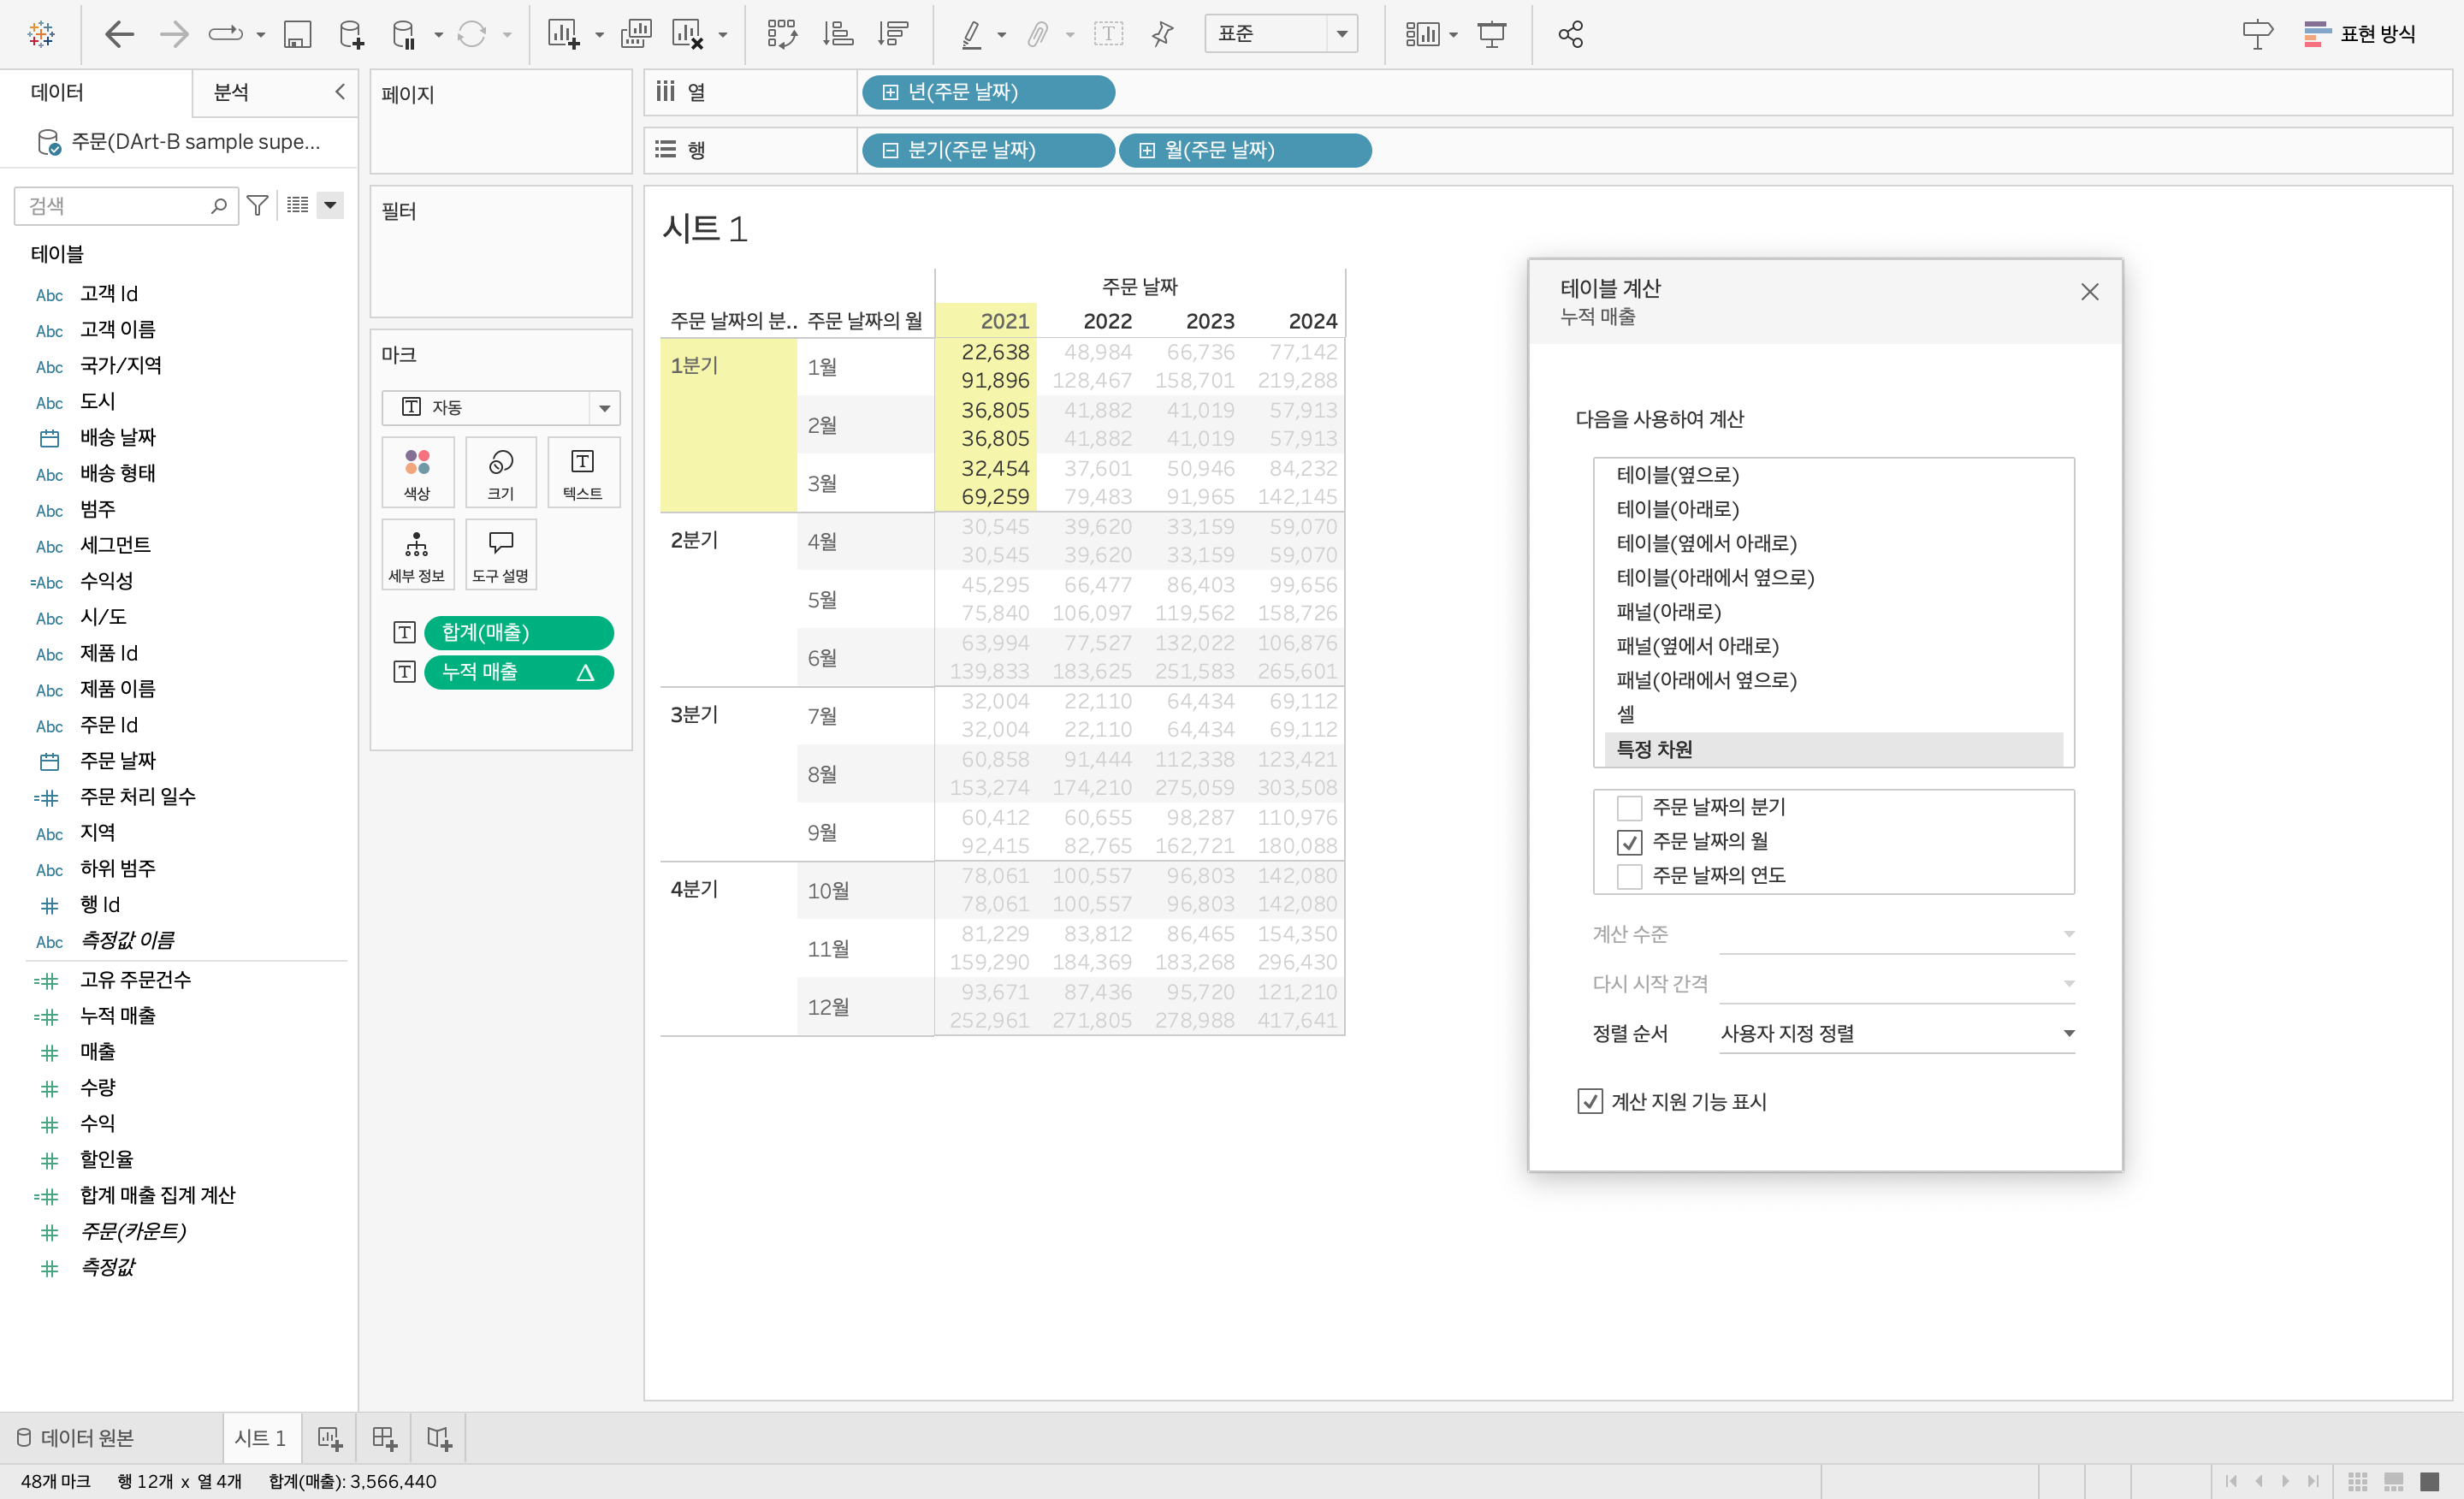 표준
표현 방식
데이터
분석
주문(DArt-B sample supe...
검색
테이블
Abc 고객 Id
Abc 고객 이름
Abc 국가/지역
Abc 도시
배송 날짜
Abc 배송 형태
Abc 범주
Abc 세그먼트
=Abc 수익성
Abc 시/도
Abc 제품 Id
Abc 제품 이름
Abc 주문 Id
주문 날짜
=# 주문 처리 일수
Abc 지역
Abc 하위 범주
# 행 Id
Abc 측정값 이름
=# 고유 주문건수
=# 누적 매출
# 매출
# 수량
# 수익
# 할인율
=# 합계 매출 집계 계산
# 주문(카운트)
# 측정값
페이지
필터
마크
자동
색상 크기 텍스트
세부 정보 도구 설명
합계(매출)
누적 매출 △
열 년(주문 날짜)
행 분기(주문 날짜) 월(주문 날짜)
시트 1
주문 날짜
주문 날짜의 분.. 주문 날짜의 월 2021 2022 2023 2024
1분기 1월 22,638 48,984 66,736 77,142
91,896 128,467 158,701 219,288
2월 36,805 41,882 41,019 57,913
36,805 41,882 41,019 57,913
3월 32,454 37,601 50,946 84,232
69,259 79,483 91,965 142,145
2분기 4월 30,545 39,620 33,159 59,070
30,545 39,620 33,159 59,070
5월 45,295 66,477 86,403 99,656
75,840 106,097 119,562 158,726
6월 63,994 77,527 132,022 106,876
139,833 183,625 251,583 265,601
3분기 7월 32,004 22,110 64,434 69,112
32,004 22,110 64,434 69,112
8월 60,858 91,444 112,338 123,421
153,274 174,210 275,059 303,508
9월 60,412 60,655 98,287 110,976
92,415 82,765 162,721 180,088
4분기 10월 78,061 100,557 96,803 142,080
78,061 100,557 96,803 142,080
11월 81,229 83,812 86,465 154,350
159,290 184,369 183,268 296,430
12월 93,671 87,436 95,720 121,210
252,961 271,805 278,988 417,641
테이블 계산
누적 매출
다음을 사용하여 계산
테이블(옆으로)
테이블(아래로)
테이블(옆에서 아래로)
테이블(아래에서 옆으로)
패널(아래로)
패널(옆에서 아래로)
패널(아래에서 옆으로)
셀
특정 차원
주문 날짜의 분기
주문 날짜의 월
주문 날짜의 연도
계산 수준
다시 시작 간격
정렬 순서 사용자 지정 정렬
계산 지원 기능 표시
데이터 원본
시트 1
48개 마크 행 12개 x 열 4개 합계(매출): 3,566,440